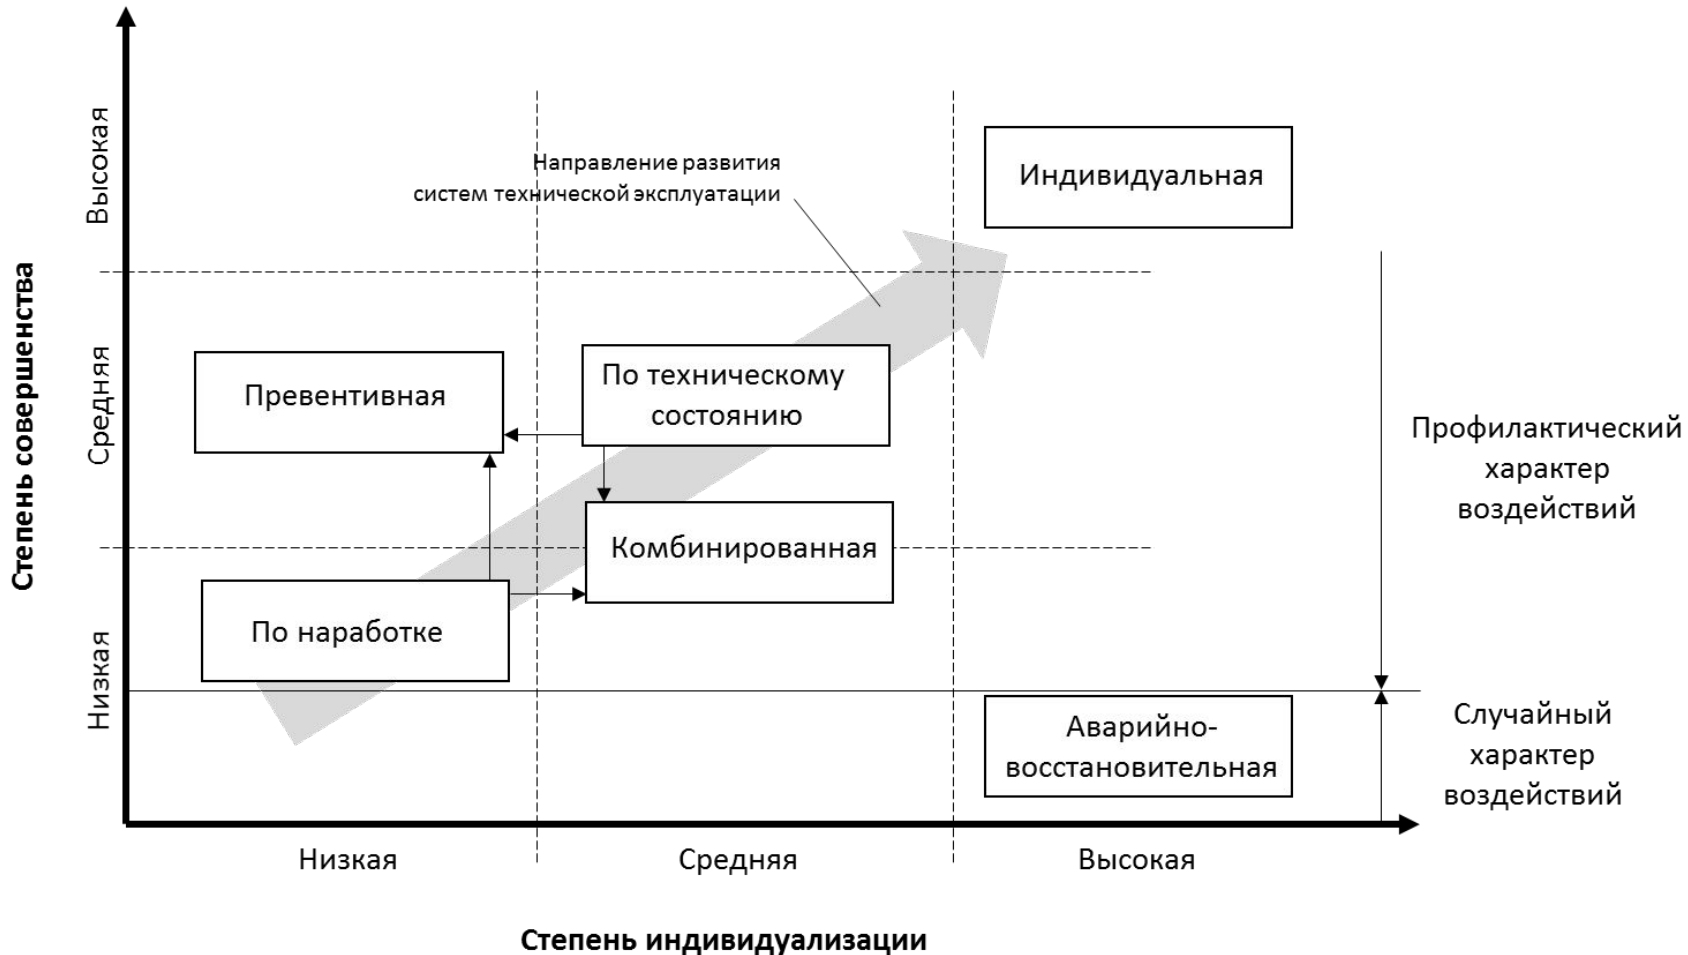 Направление развития
систем технической эксплуатации
Индивидуальная
Превентивная
По техническому
состоянию
Комбинированная
По наработке
Аварийно-
восстановительная
Профилактический
характер
воздействий
Случайный
характер
воздействий
Степень совершенства
Высокая
Средняя
Низкая
Низкая
Средняя
Высокая
Степень индивидуализации